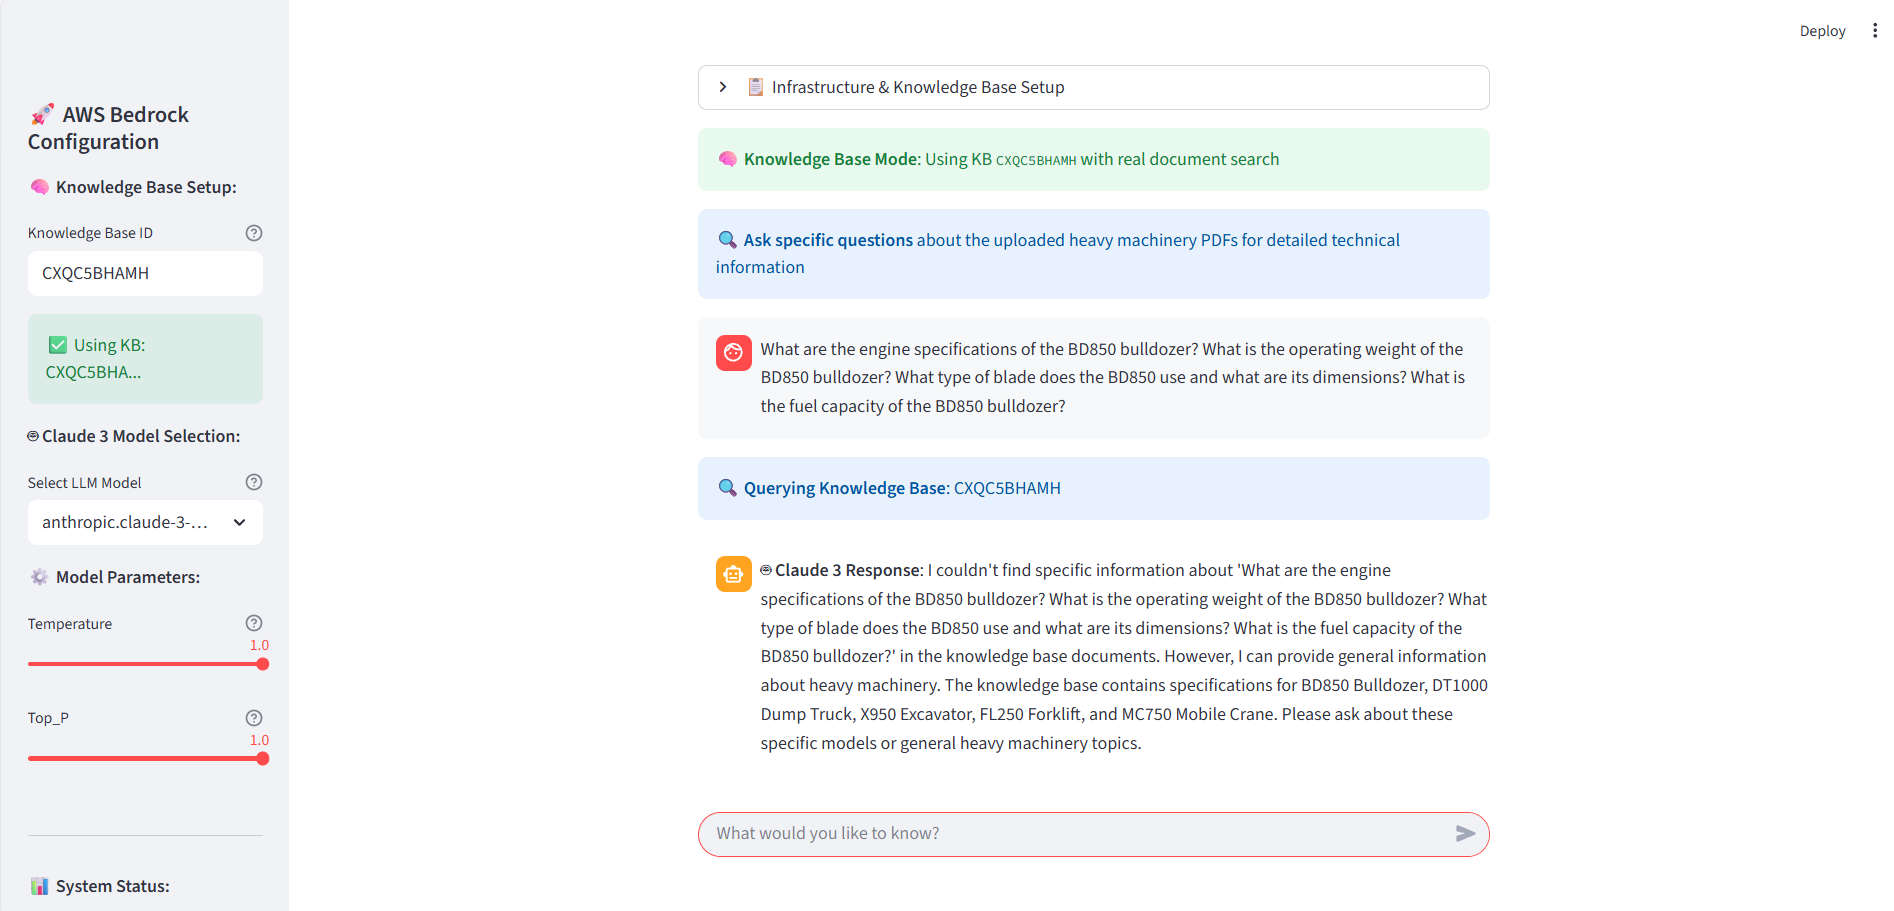 Deploy
🚀 AWS Bedrock
Configuration
🧠 Knowledge Base Setup:
Knowledge Base ID
CXQC5BHAMH
✅ Using KB:
CXQC5BHA...
Claude 3 Model Selection:
Select LLM Model
anthropic.claude-3-...
⚙️ Model Parameters:
Temperature
1.0
Top_P
1.0
📊 System Status:
📋 Infrastructure & Knowledge Base Setup
🧠 Knowledge Base Mode: Using KB CXQC5BHAMH with real document search
🔍 Ask specific questions about the uploaded heavy machinery PDFs for detailed technical
information
What are the engine specifications of the BD850 bulldozer? What is the operating weight of the
BD850 bulldozer? What type of blade does the BD850 use and what are its dimensions? What is
the fuel capacity of the BD850 bulldozer?
🔍 Querying Knowledge Base: CXQC5BHAMH
Claude 3 Response: I couldn't find specific information about 'What are the engine
specifications of the BD850 bulldozer? What is the operating weight of the BD850 bulldozer? What
type of blade does the BD850 use and what are its dimensions? What is the fuel capacity of the
BD850 bulldozer?' in the knowledge base documents. However, I can provide general information
about heavy machinery. The knowledge base contains specifications for BD850 Bulldozer, DT1000
Dump Truck, X950 Excavator, FL250 Forklift, and MC750 Mobile Crane. Please ask about these
specific models or general heavy machinery topics.
What would you like to know?